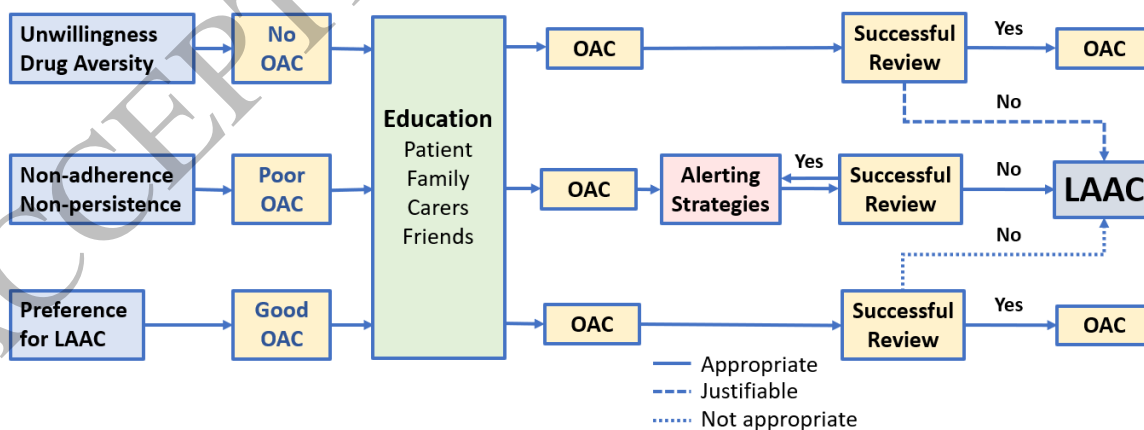 Unwillingness
Drug Aversity
No
OAC
Education
Patient
Family
Carers
Friends
OAC
Successful
Review
Yes
OAC
No
Non-adherence
Non-persistence
Poor
OAC
OAC
Alerting
Strategies
Yes
Successful
Review
No
LAAC
No
Preference
for LAAC
Good
OAC
OAC
Successful
Review
Yes
OAC
Appropriate
Justifiable
Not appropriate